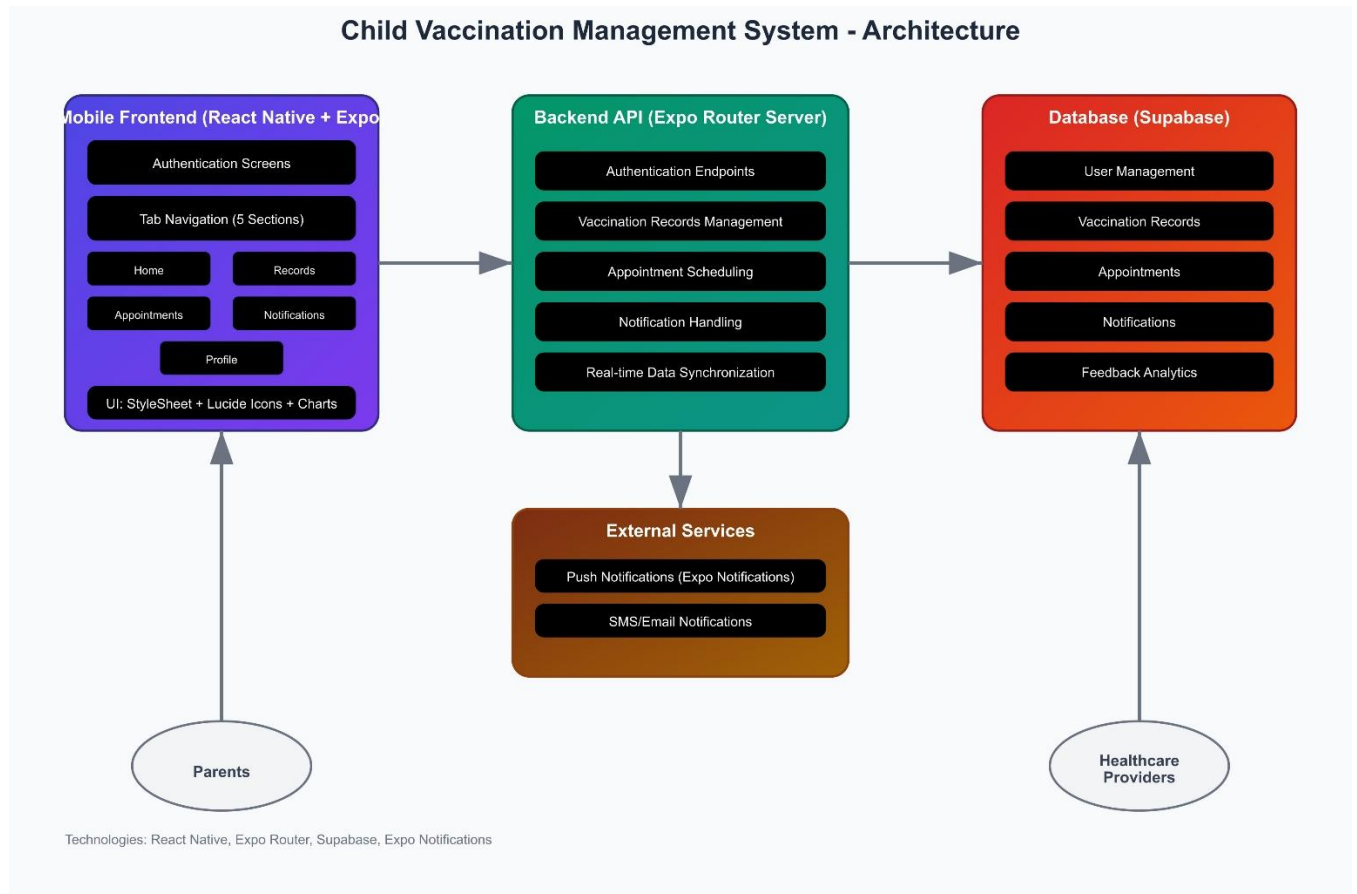 Child Vaccination Management System - Architecture
Mobile Frontend (React Native + Expo
Authentication Screens
Tab Navigation (5 Sections)
Home
Records
Appointments
Notifications
Profile
UI: StyleSheet + Lucide Icons + Charts
Backend API (Expo Router Server)
Authentication Endpoints
Vaccination Records Management
Appointment Scheduling
Notification Handling
Real-time Data Synchronization
Database (Supabase)
User Management
Vaccination Records
Appointments
Notifications
Feedback Analytics
External Services
Push Notifications (Expo Notifications)
SMS/Email Notifications
Parents
Healthcare
Providers
Technologies: React Native, Expo Router, Supabase, Expo Notifications